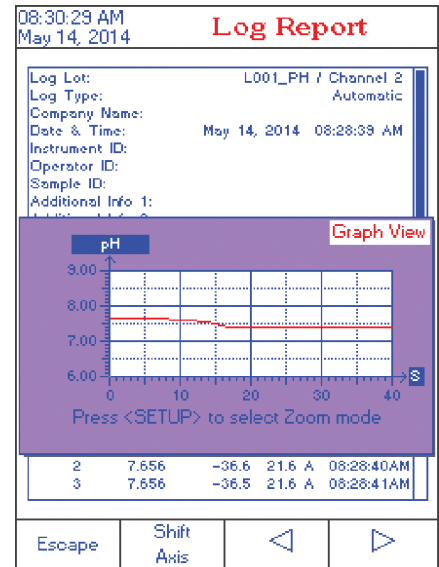 08:30:29 AM
May 14, 2014
Log Report
Log Lot: L001_PH / Channel 2
Log Type: Automatic
Company Name:
Date & Time: May 14, 2014 08:28:39 AM
Instrument ID:
Operator ID:
Sample ID:
Additional Info 1:
Graph View
pH
9.00
8.00
7.00
6.00
0 10 20 30 40
S
Press <SETUP> to select Zoom mode
2 7.656 -36.6 21.6 A 08:28:40AM
3 7.656 -36.5 21.6 A 08:28:41AM
Escape
Shift
Axis